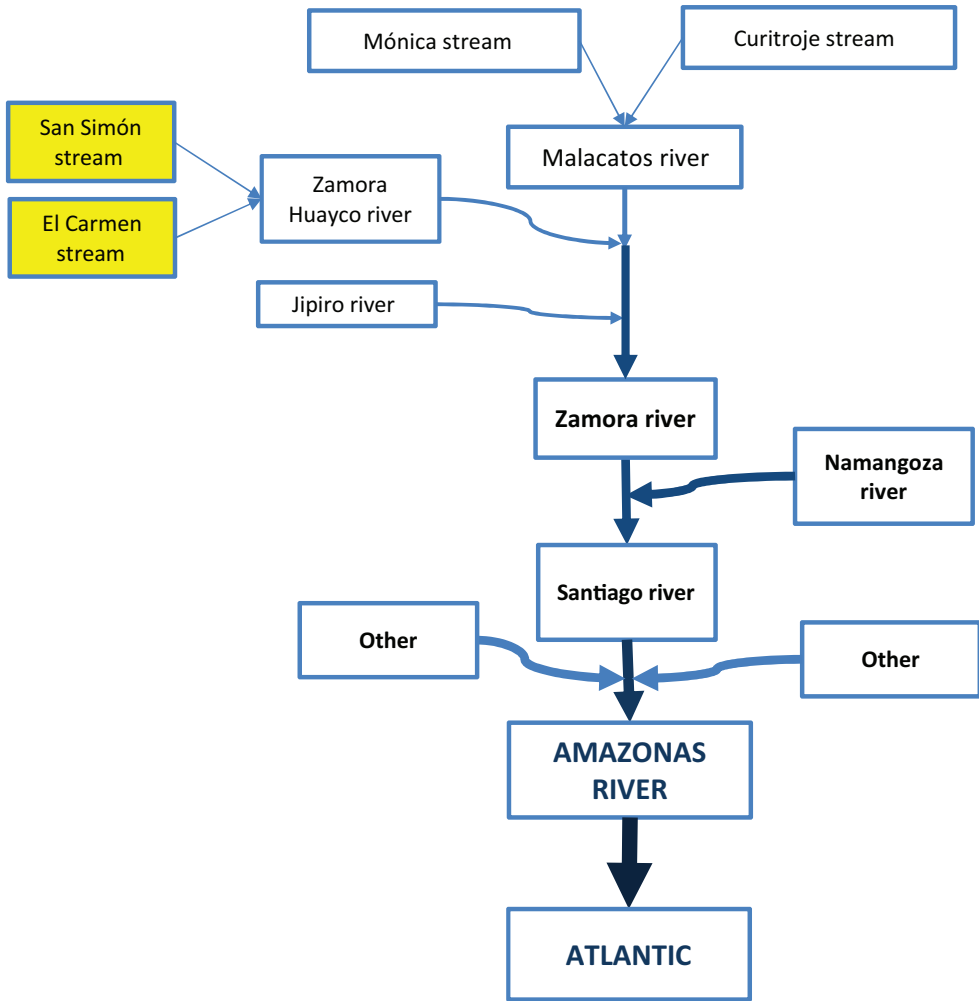 Mónica stream
Curitroje stream
San Simón
stream
Malacatos river
Zamora
Huayco river
El Carmen
stream
Jipiro river
Zamora river
Namangoza
river
Santiago river
Other
Other
AMAZONAS
RIVER
ATLANTIC